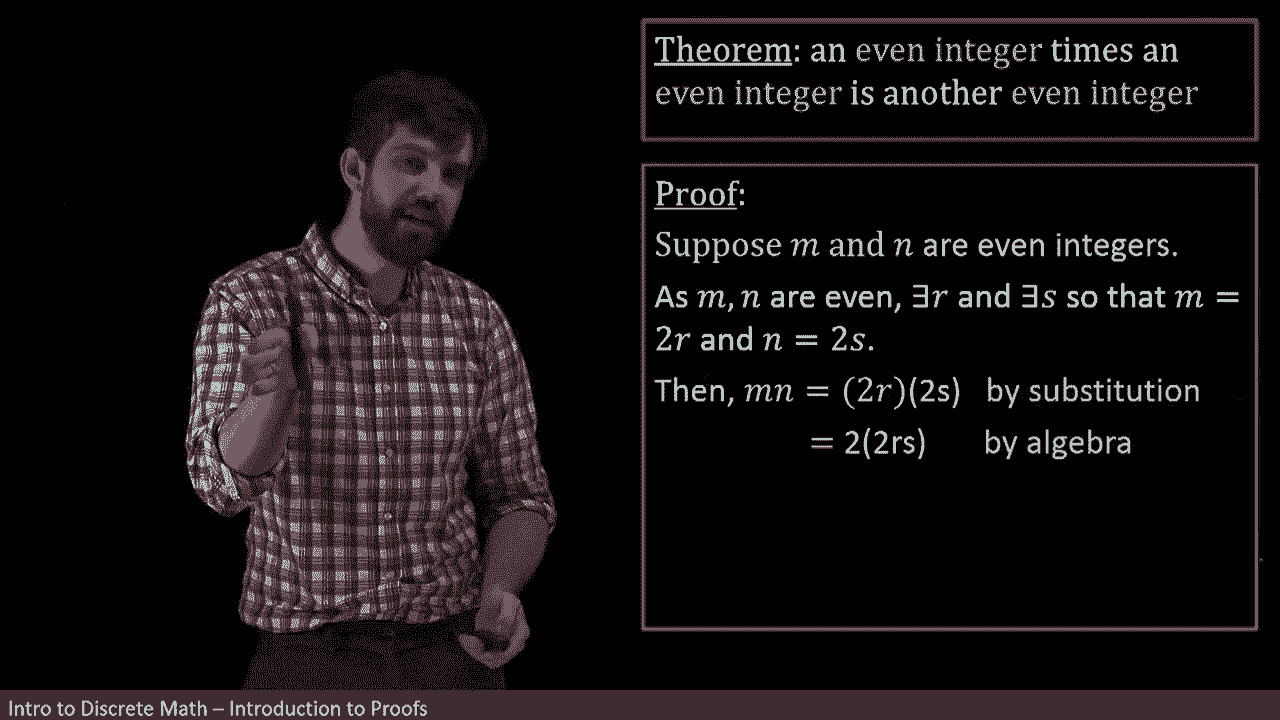 Theorem: an even integer times an
even integer is another even integer
Proof:
Suppose m and n are even integers.
As m, n are even, ∃r and ∃s so that m =
2r and n = 2s.
Then, mn = (2r)(2s) by substitution
= 2(2rs) by algebra
Intro to Discrete Math – Introduction to Proofs